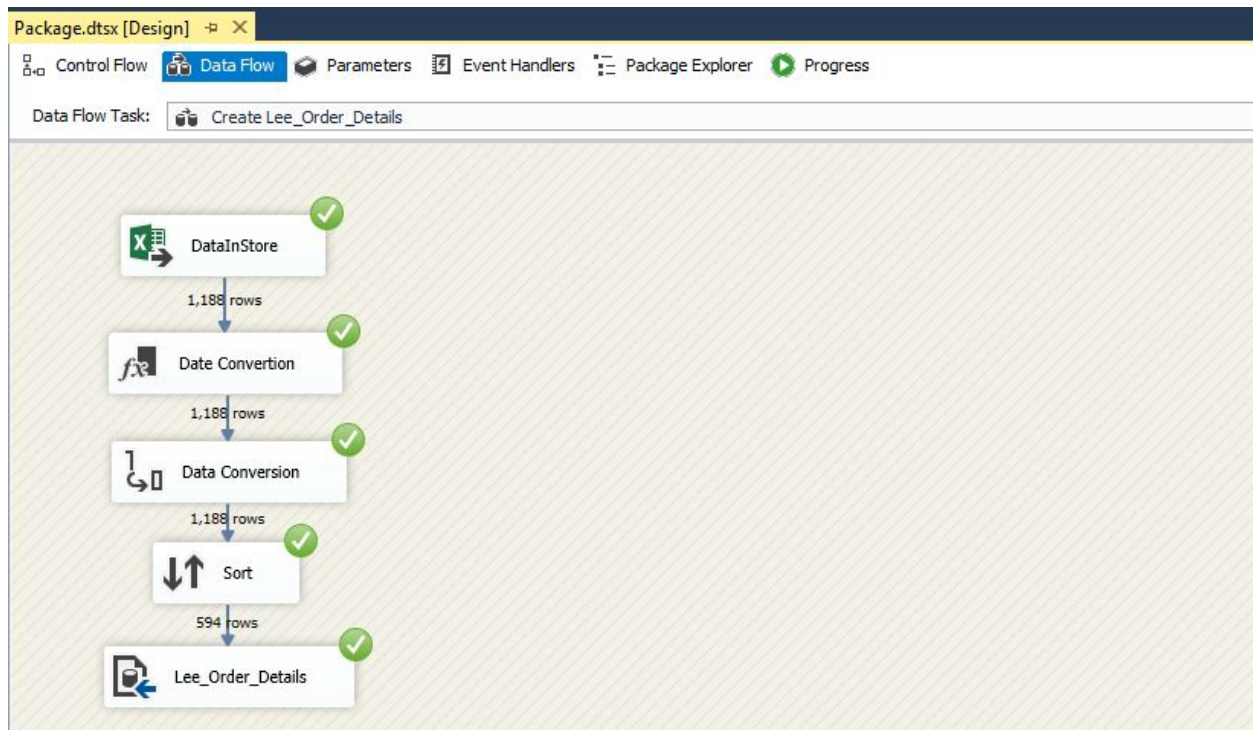 Package.dtsx [Design]
Control Flow Data Flow Parameters Event Handlers Package Explorer Progress
Data Flow Task: Create Lee_Order_Details
DataInStore
1,188 rows
Date Convertion
1,188 rows
Data Conversion
1,188 rows
Sort
594 rows
Lee_Order_Details